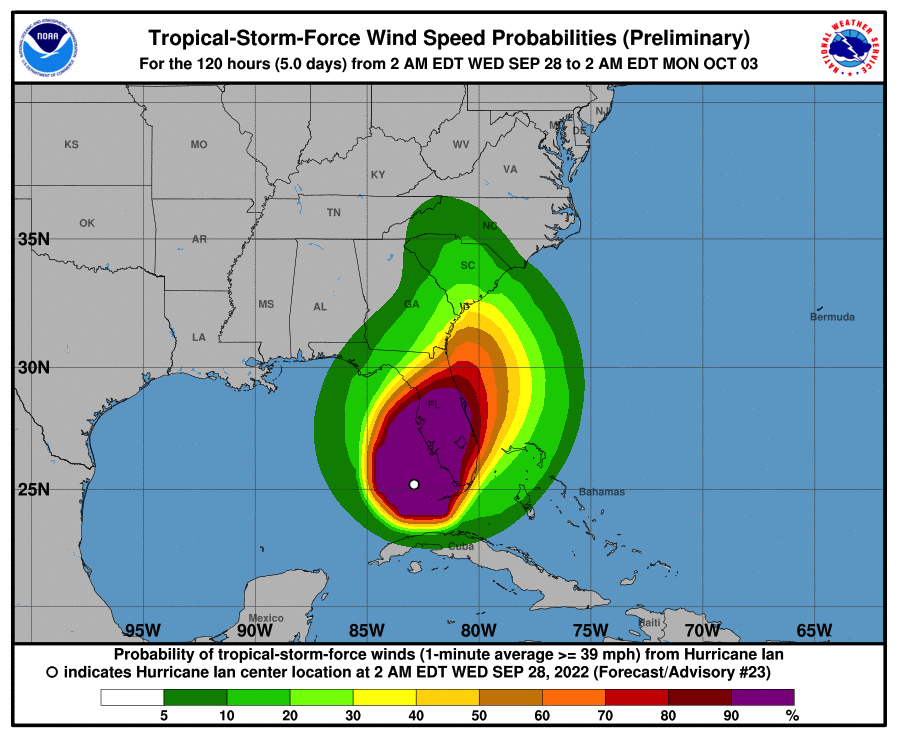 Tropical-Storm-Force Wind Speed Probabilities (Preliminary)
For the 120 hours (5.0 days) from 2 AM EDT WED SEP 28 to 2 AM EDT MON OCT 03
NOAA
NATIONAL WEATHER SERVICE
NJ
DE
KS
MO
WV
VA
KY
OK
TN
NC
35N
AR
SC
MS
AL
GA
Bermuda
LA
30N
FL
25N
Bahamas
Cuba
Mexico
Haiti
95W 90W 85W 80W 75W 70W 65W
Probability of tropical-storm-force winds (1-minute average >= 39 mph) from Hurricane Ian
indicates Hurricane Ian center location at 2 AM EDT WED SEP 28, 2022 (Forecast/Advisory #23)
5 10 20 30 40 50 60 70 80 90 %